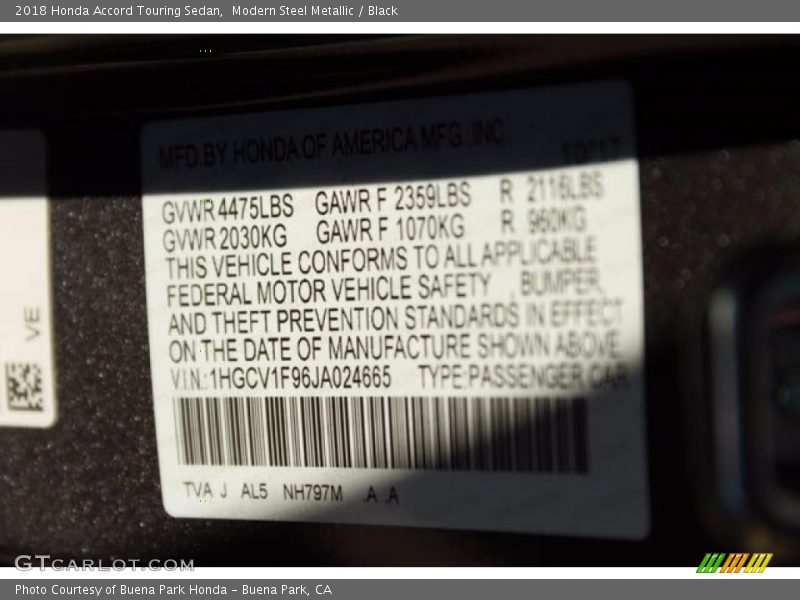 2018 Honda Accord Touring Sedan,  Modern Steel Metallic / Black
MFD.BY HONDA OF AMERICA MFG.,INC. 10/17
GVWR 4475LBS GAWR F 2359LBS R 2116LBS
GVWR 2030KG GAWR F 1070KG R 960KG
THIS VEHICLE CONFORMS TO ALL APPLICABLE
FEDERAL MOTOR VEHICLE SAFETY , BUMPER,
AND THEFT PREVENTION STANDARDS IN EFFECT
ON THE DATE OF MANUFACTURE SHOWN ABOVE.
V.I.N.:1HGCV1F96JA024665 TYPE:PASSENGER CAR
TVA J AL5 NH797M .A .A
VE
GTcarlot.com
Photo Courtesy of Buena Park Honda - Buena Park, CA